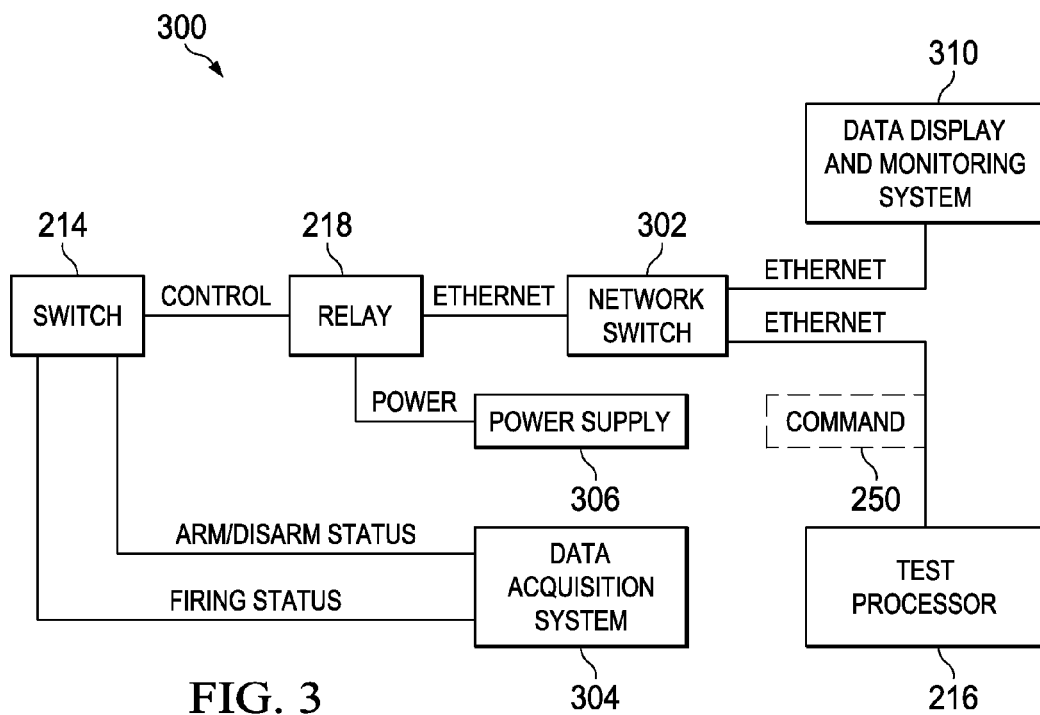 300
310
DATA DISPLAY
AND MONITORING
SYSTEM
214
218
302
SWITCH
CONTROL
RELAY
ETHERNET
NETWORK
SWITCH
ETHERNET
ETHERNET
POWER
POWER SUPPLY
306
COMMAND
250
ARM/DISARM STATUS
FIRING STATUS
DATA
ACQUISITION
SYSTEM
304
TEST
PROCESSOR
216
FIG. 3